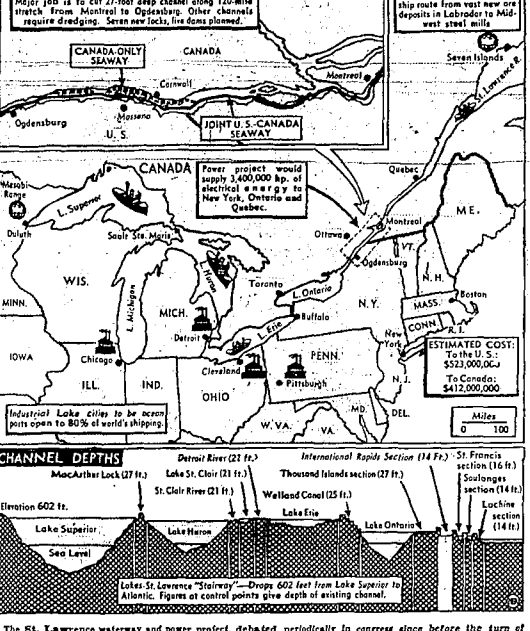 Major job is to cut 27-foot deep channel along 120-mile
stretch from Montreal to Ogdensburg. Other channels
require dredging. Seven new locks, five dams planned.
ship route from vast new ore
deposits in Labrador to Mid-
west steel mills
CANADA-ONLY
SEAWAY
CANADA
Seven Islands
Cornwall
Montreal
St. Lawrence R.
Ogdensburg
Massena
U. S.
JOINT U.S.-CANADA
SEAWAY
CANADA
Power project would
supply 3,400,000 hp. of
electrical energy to
New York, Ontario and
Quebec.
Quebec
Mesabi
Range
L. Superior
Duluth
Sault Ste. Marie
Ottawa
Montreal
ME.
Ogdensburg
VT.
N.H.
Toronto
L. Ontario
WIS.
L. Michigan
L. Huron
MINN.
MICH.
N.Y.
MASS.
Boston
Buffalo
L. Erie
CONN.
R. I.
Detroit
New
York
IOWA
Chicago
Cleveland
PENN.
Pittsburgh
N.J.
ESTIMATED COST:
To the U.S.:
$523,000,000
To Canada:
$412,000,000
ILL.
IND.
OHIO
W.VA.
VA.
MD.
DEL.
Industrial Lake cities to be ocean
ports open to 80% of world's shipping.
Miles
0 100
CHANNEL DEPTHS
MacArthur Lock (27 ft.)
Detroit River (21 ft.)
Lake St. Clair (21 ft.)
St. Clair River (21 ft.)
Welland Canal (25 ft.)
International Rapids Section (14 Ft.)
Thousand Islands section (27 ft.)
St. Francis
section (16 ft.)
Soulanges
section (14 ft.)
Lachine
section
(14 ft.)
Elevation 602 ft.
Lake Superior
Sea Level
Lake Huron
Lake Erie
Lake Ontario
Lakes-St. Lawrence "Stairway"—Drops 602 feet from Lake Superior to
Atlantic. Figures at control points give depth of existing channel.
The St. Lawrence waterway and power project, debated periodically in congress since before the turn of